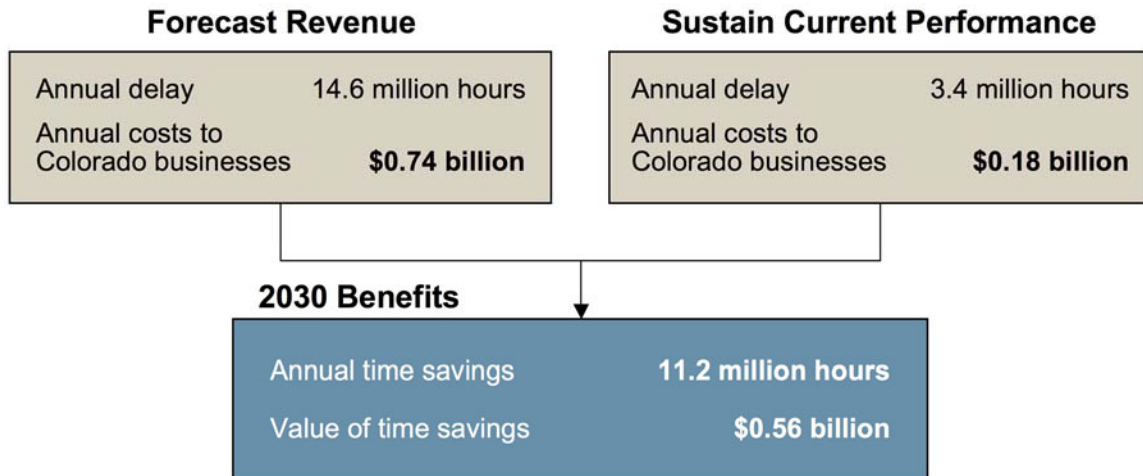 Forecast Revenue
Annual delay 14.6 million hours
Annual costs to
Colorado businesses $0.74 billion
Sustain Current Performance
Annual delay 3.4 million hours
Annual costs to
Colorado businesses $0.18 billion
2030 Benefits
Annual time savings 11.2 million hours
Value of time savings $0.56 billion